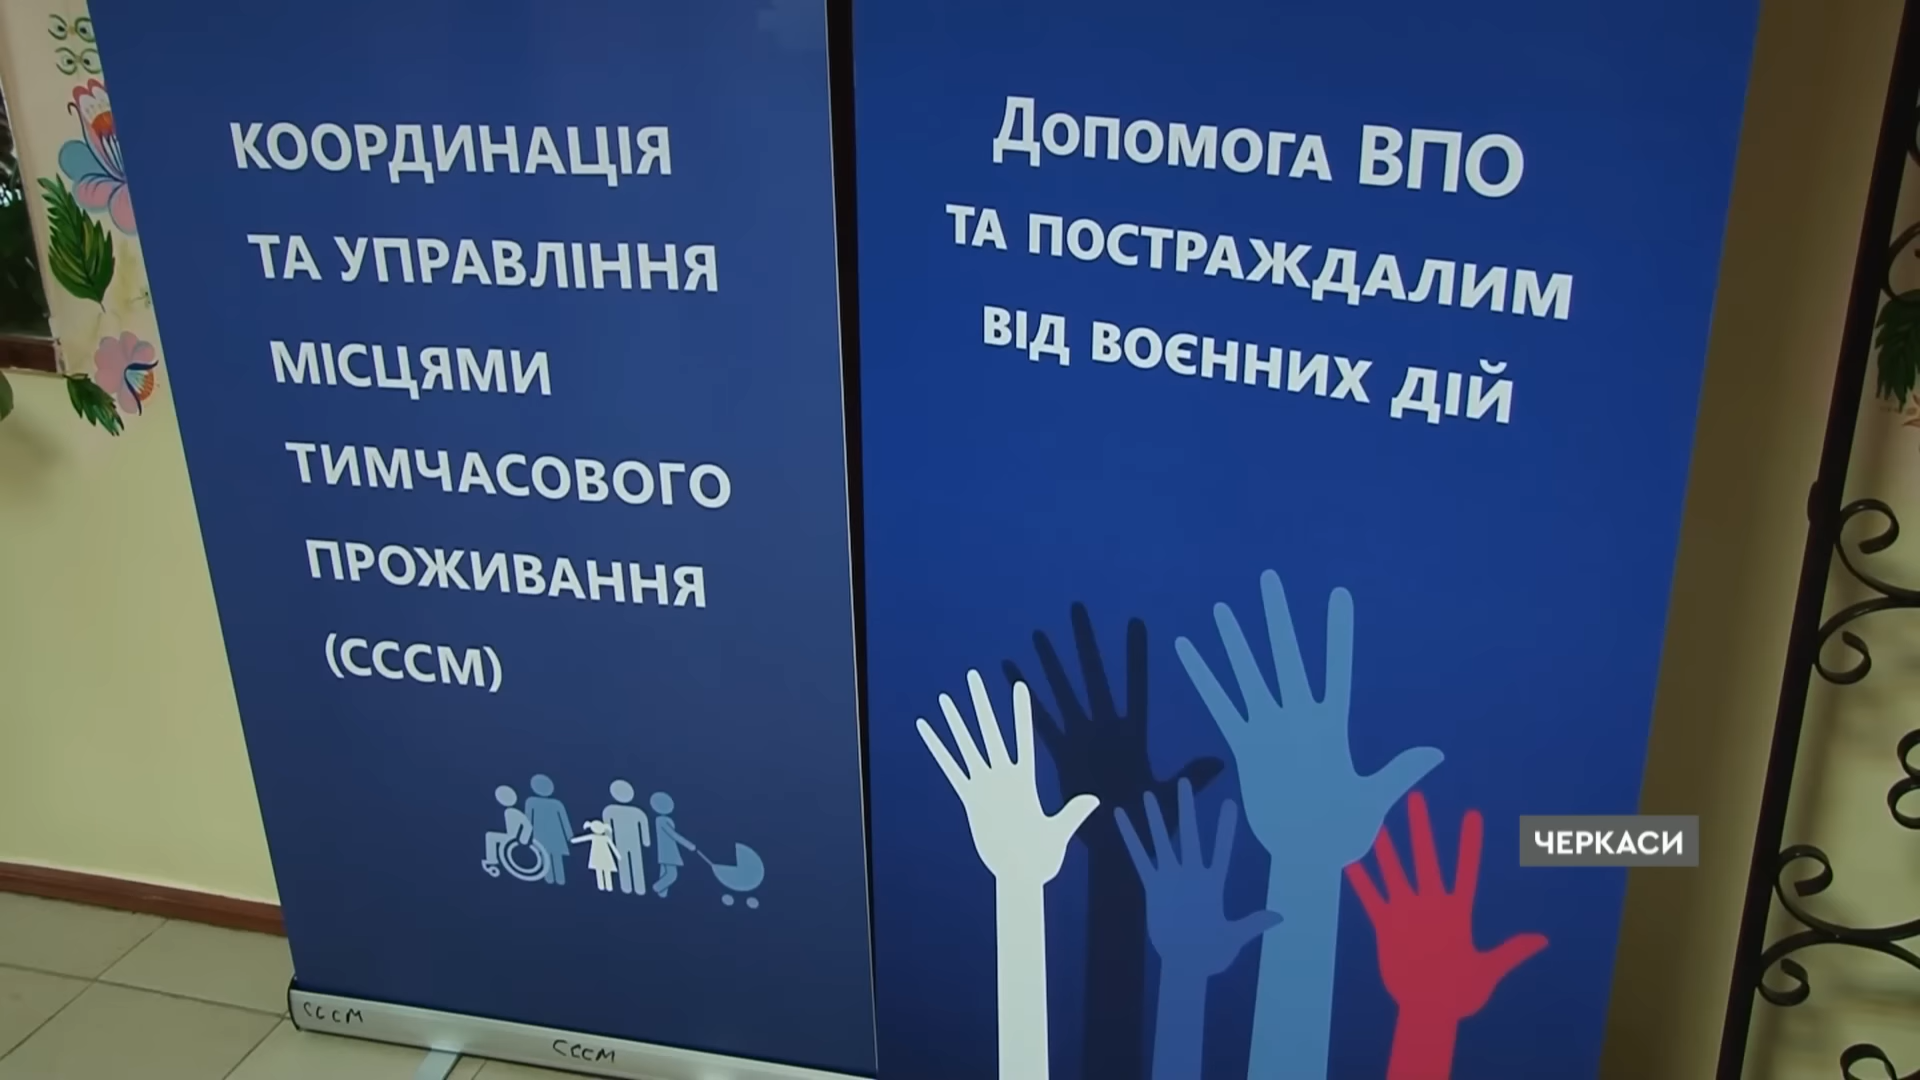 КООРДИНАЦІЯ
ТА УПРАВЛІННЯ
МІСЦЯМИ
ТИМЧАСОВОГО
ПРОЖИВАННЯ
(СССМ)
СССМ
СССМ
Допомога ВПО
та постраждалим
від воєнних дій
ЧЕРКАСИ